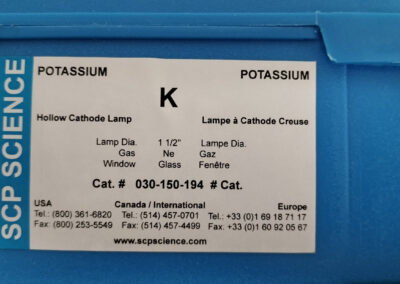 SCP SCIENCE
POTASSIUM POTASSIUM
K
Hollow Cathode Lamp Lampe à Cathode Creuse
Lamp Dia. 1 1/2" Lampe Dia.
Gas Ne Gaz
Window Glass Fenêtre
Cat. # 030-150-194 # Cat.
USA Canada / International Europe
Tel.: (800) 361-6820 Tel.: (514) 457-0701 Tel.: +33 (0)1 69 18 71 17
Fax: (800) 253-5549 Fax: (514) 457-4499 Fax: +33 (0)1 60 92 05 67
www.scpscience.com